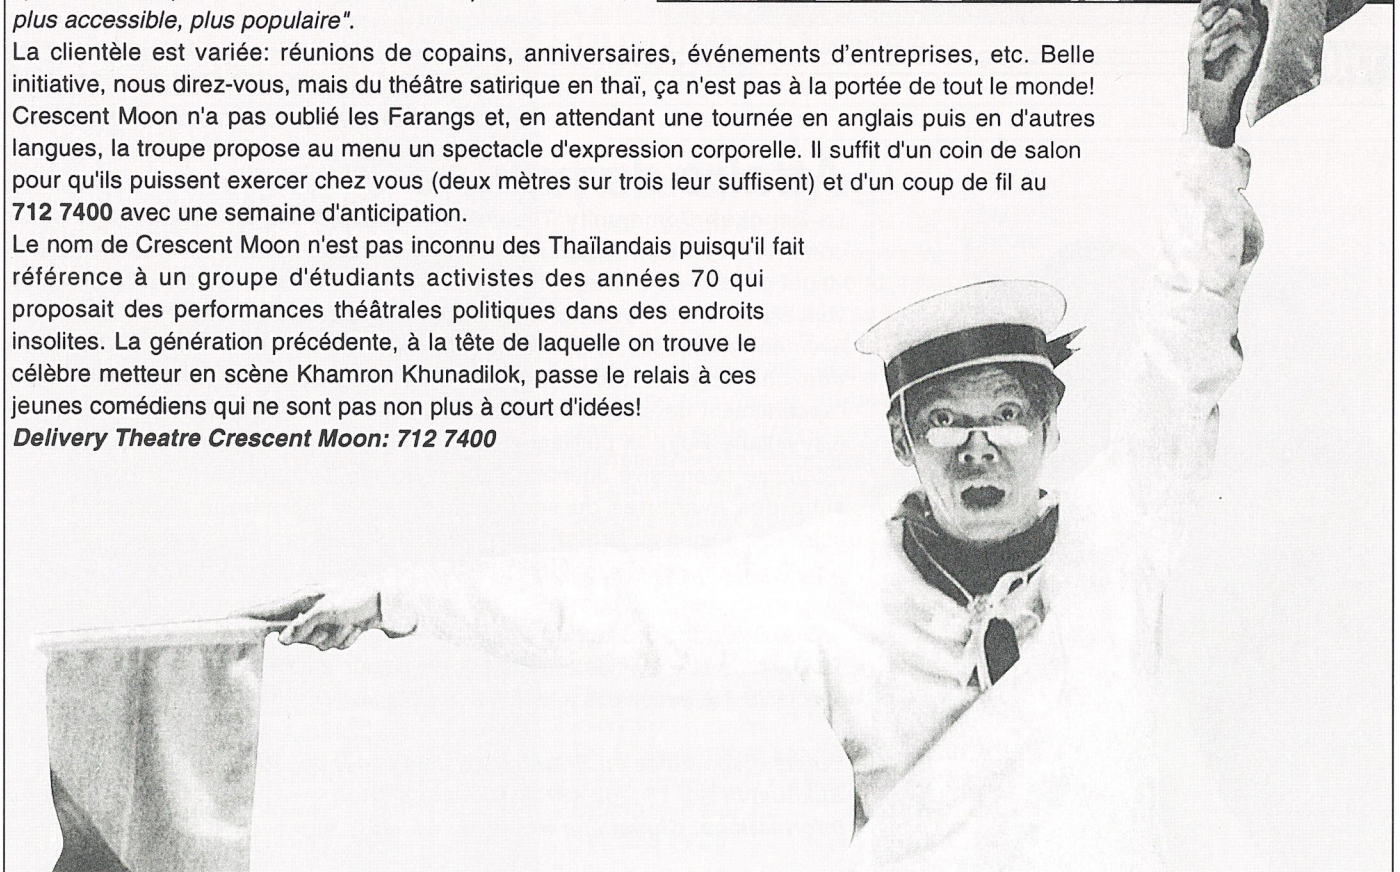 plus accessible, plus populaire".
La clientèle est variée: réunions de copains, anniversaires, événements d'entreprises, etc. Belle
initiative, nous direz-vous, mais du théâtre satirique en thaï, ça n'est pas à la portée de tout le monde!
Crescent Moon n'a pas oublié les Farangs et, en attendant une tournée en anglais puis en d'autres
langues, la troupe propose au menu un spectacle d'expression corporelle. Il suffit d'un coin de salon
pour qu'ils puissent exercer chez vous (deux mètres sur trois leur suffisent) et d'un coup de fil au
712 7400 avec une semaine d'anticipation.
Le nom de Crescent Moon n'est pas inconnu des Thaïlandais puisqu'il fait
référence à un groupe d'étudiants activistes des années 70 qui
proposait des performances théâtrales politiques dans des endroits
insolites. La génération précédente, à la tête de laquelle on trouve le
célèbre metteur en scène Khamron Khunadilok, passe le relais à ces
jeunes comédiens qui ne sont pas non plus à court d'idées!
Delivery Theatre Crescent Moon: 712 7400